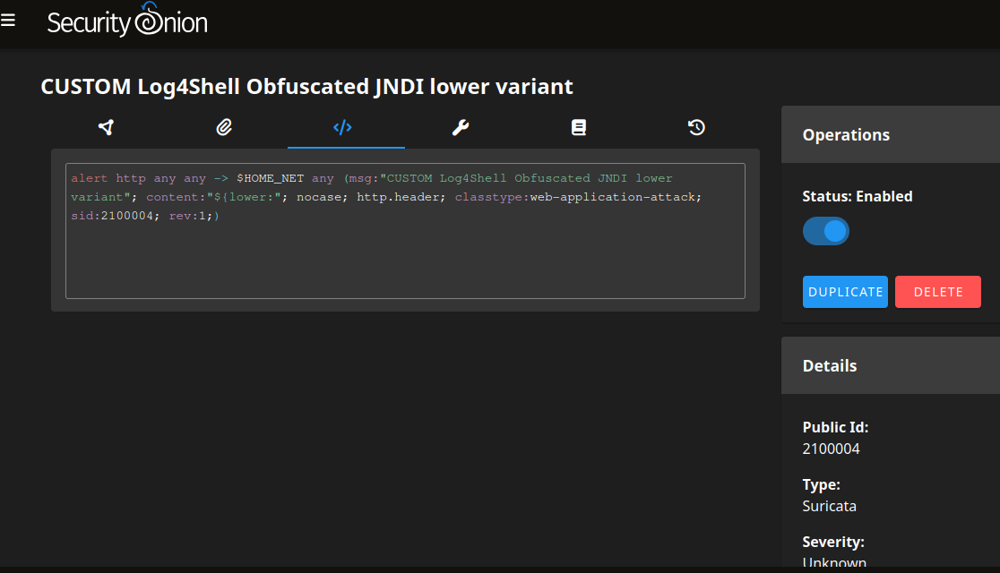 Security Onion
CUSTOM Log4Shell Obfuscated JNDI lower variant
alert http any any -> $HOME_NET any (msg:"CUSTOM Log4Shell Obfuscated JNDI lower
variant"; content:"${lower:"; nocase; http.header; classtype:web-application-attack;
sid:2100004; rev:1;)
Operations
Status: Enabled
DUPLICATE DELETE
Details
Public Id:
2100004
Type:
Suricata
Severity:
Unknown